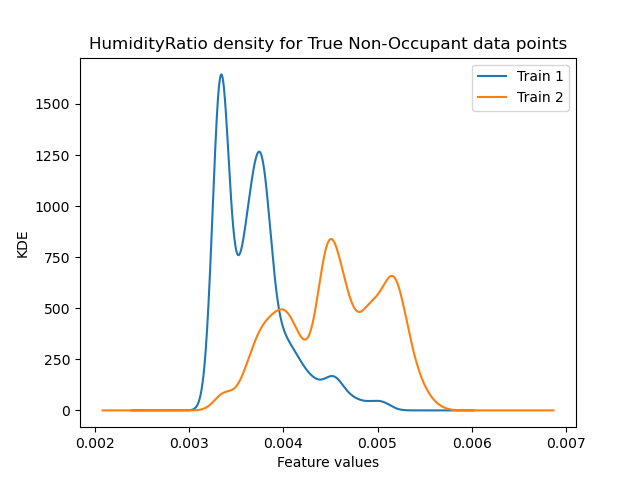 HumidityRatio density for True Non-Occupant data points
Train 1
Train 2
KDE
1500
1250
1000
750
500
250
0
0.002 0.003 0.004 0.005 0.006 0.007
Feature values